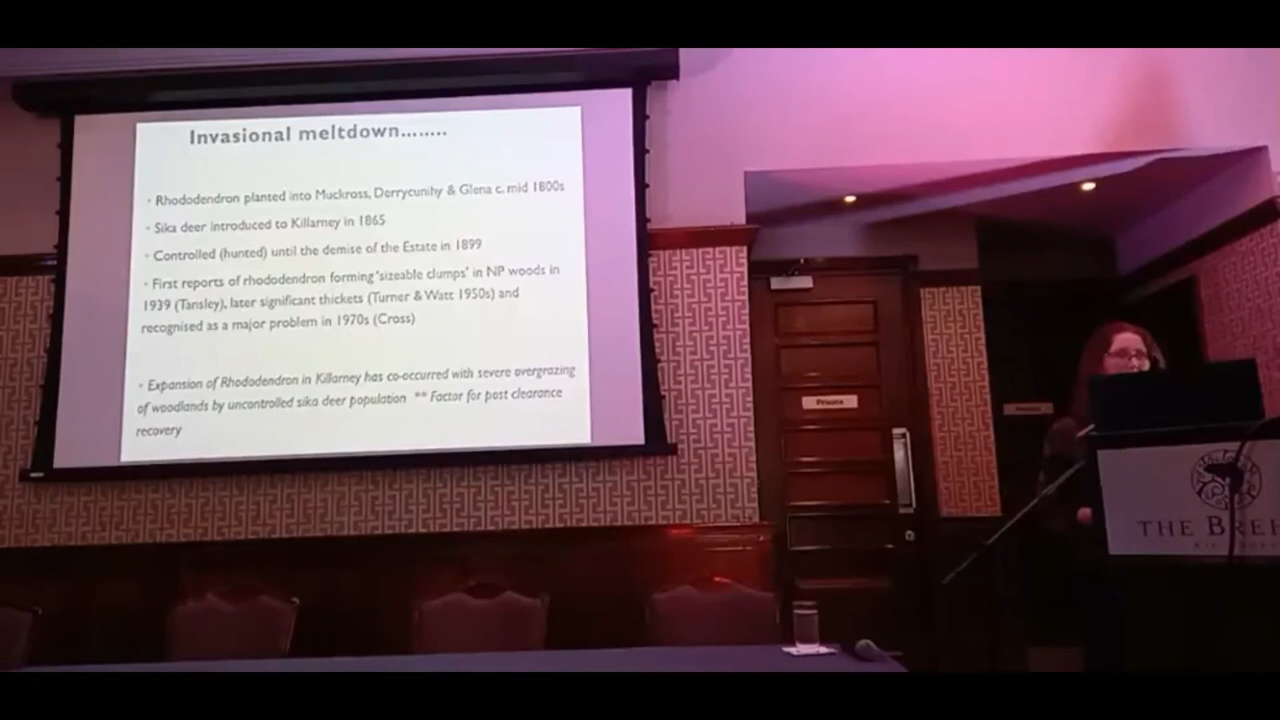 Invasional meltdown........
◦ Rhododendron planted into Muckross, Derrycunihy & Glena c. mid 1800s
◦ Sika deer introduced to Killarney in 1865
◦ Controlled (hunted) until the demise of the Estate in 1899
◦ First reports of rhododendron forming 'sizeable clumps' in NP woods in
1939 (Tansley), later significant thickets (Turner & Watt 1950s) and
recognised as a major problem in 1970s (Cross)
◦ Expansion of Rhododendron in Killarney has co-occurred with severe overgrazing
of woodlands by uncontrolled sika deer population ** Factor for post clearance
recovery
Private
THE BRE